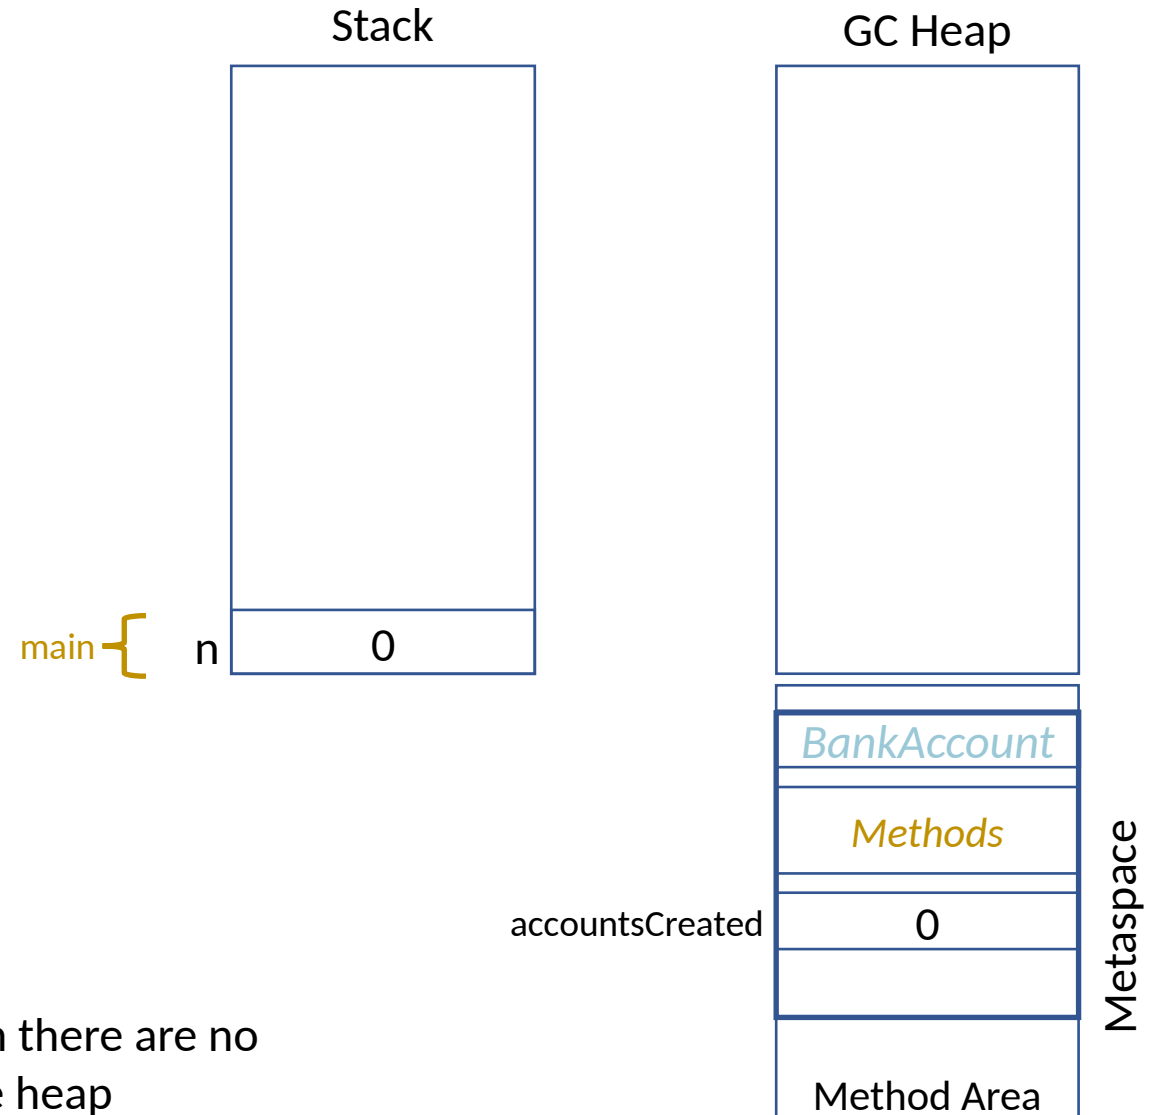 Stack
GC Heap
main
n
0
BankAccount
Methods
accountsCreated
0
Metaspace
there are no
heap
Method Area